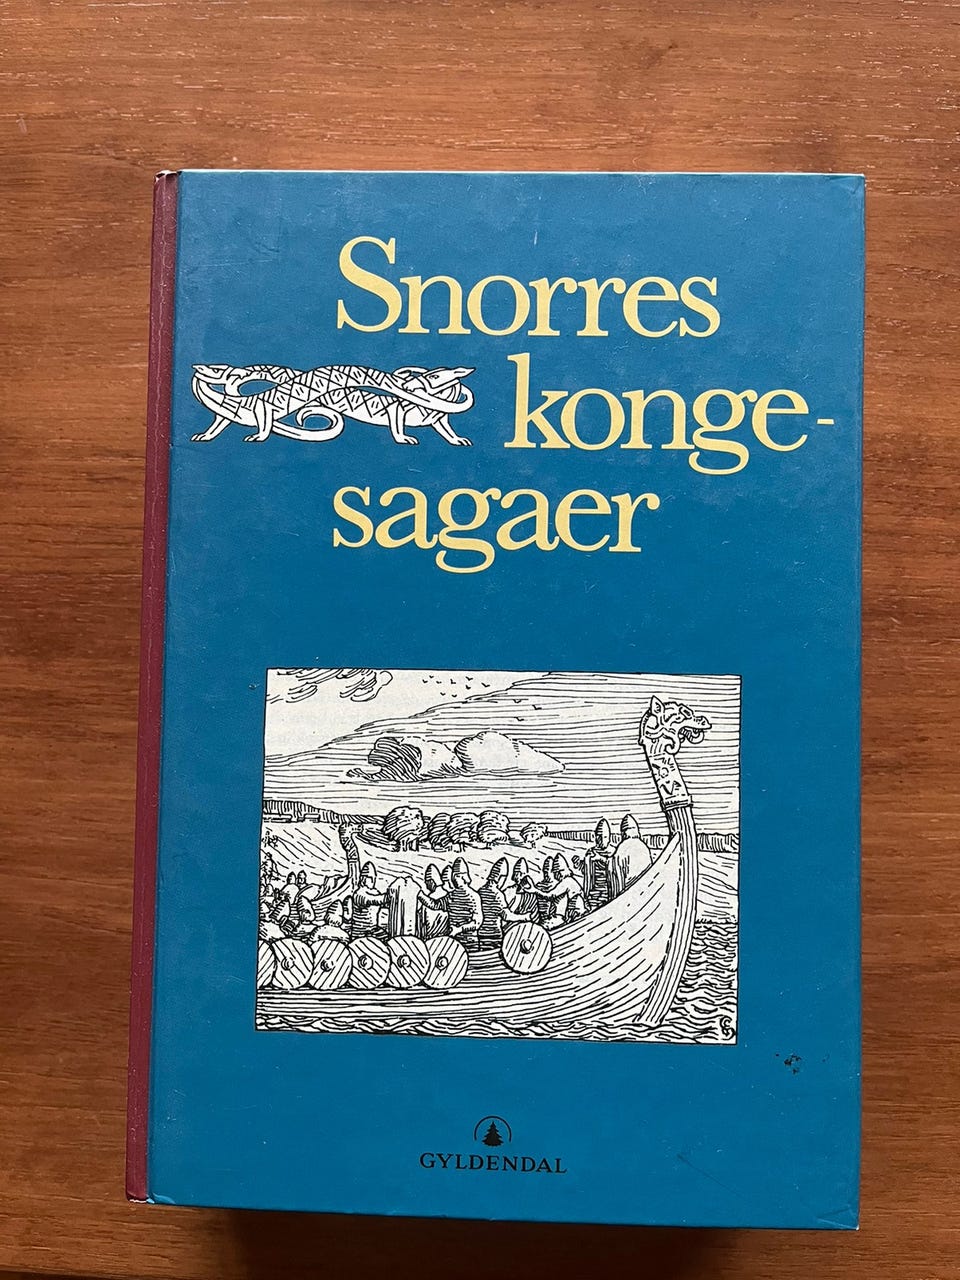 Snorres
konge-
sagaer
GYLDENDAL